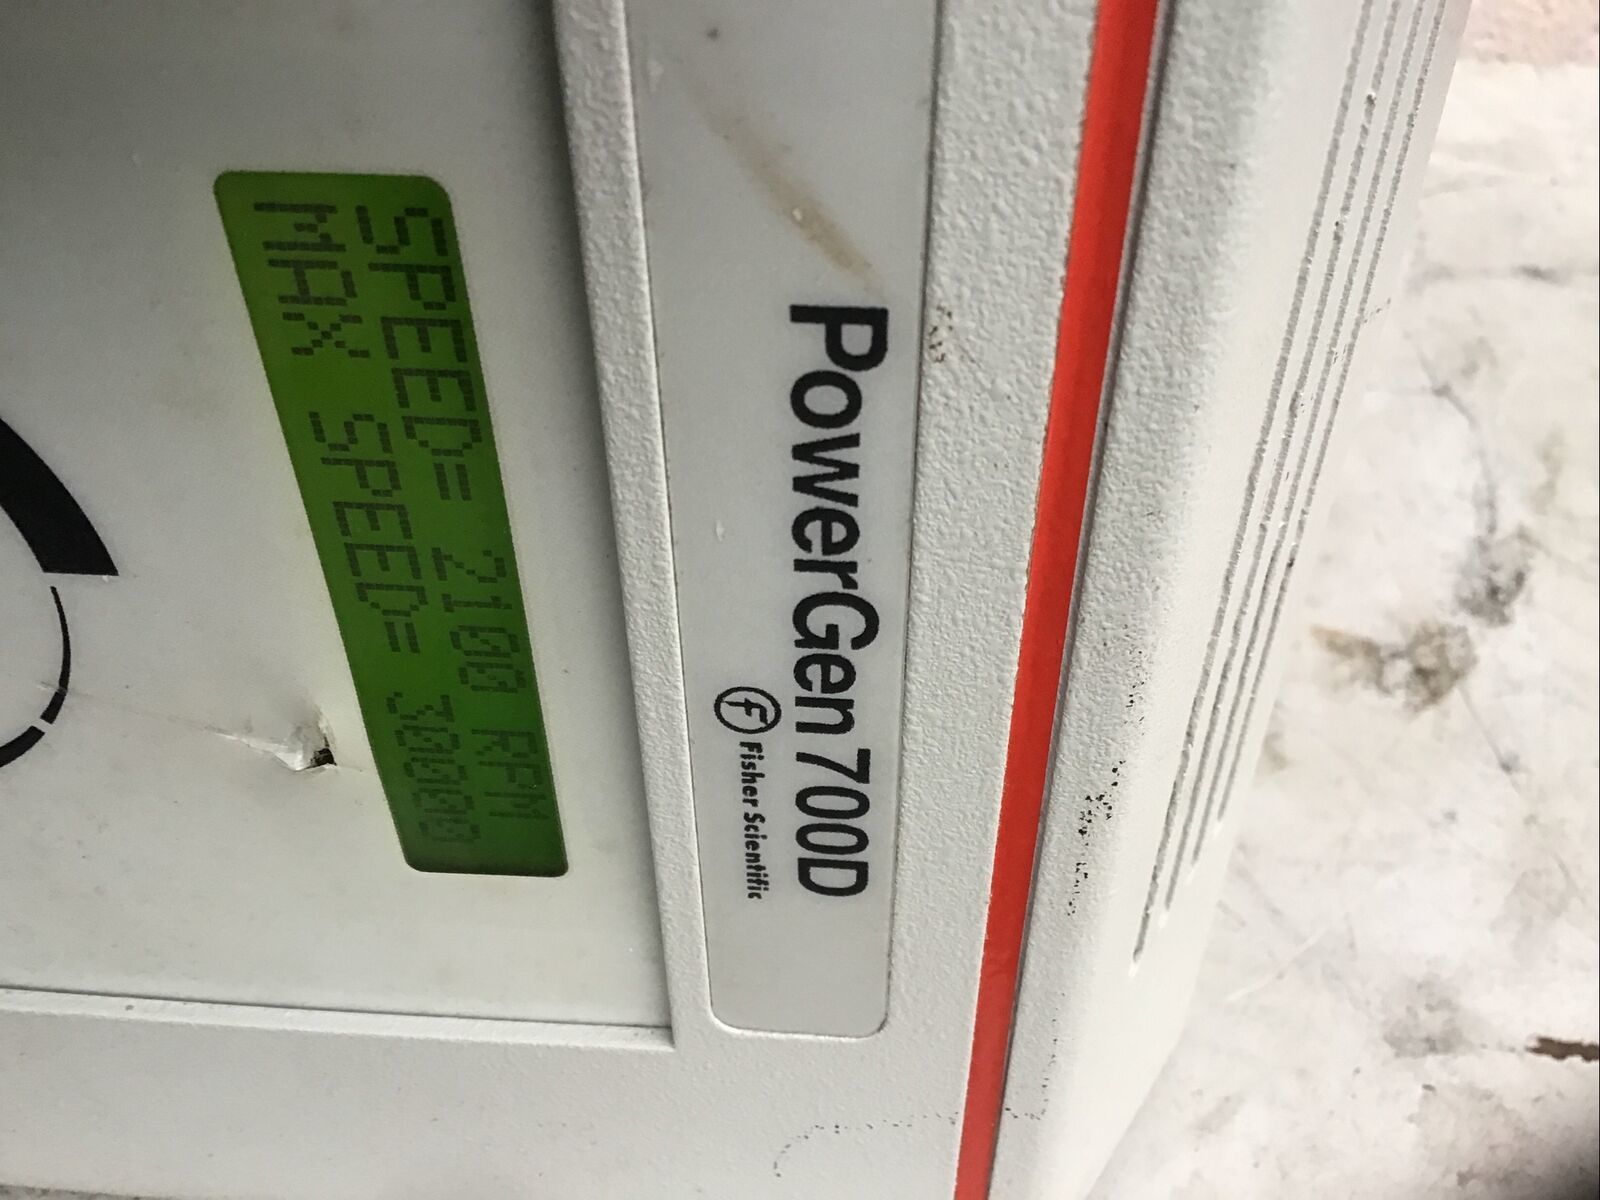 PowerGen 700D
Fisher Scientific
SPEED= 2100 RPM
MAX SPEED= 30000